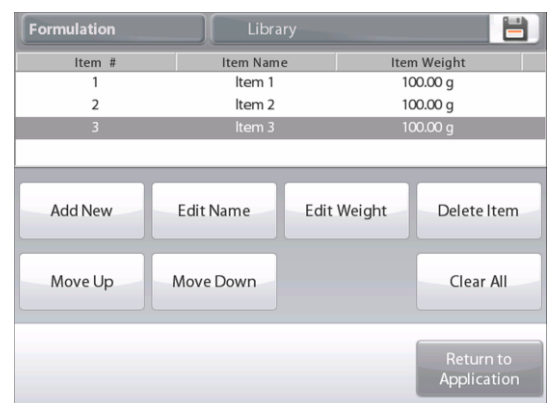 Formulation Library
Item # Item Name Item Weight
1 Item 1 100.00 g
2 Item 2 100.00 g
3 Item 3 100.00 g
Add New Edit Name Edit Weight Delete Item
Move Up Move Down Clear All
Return to
Application